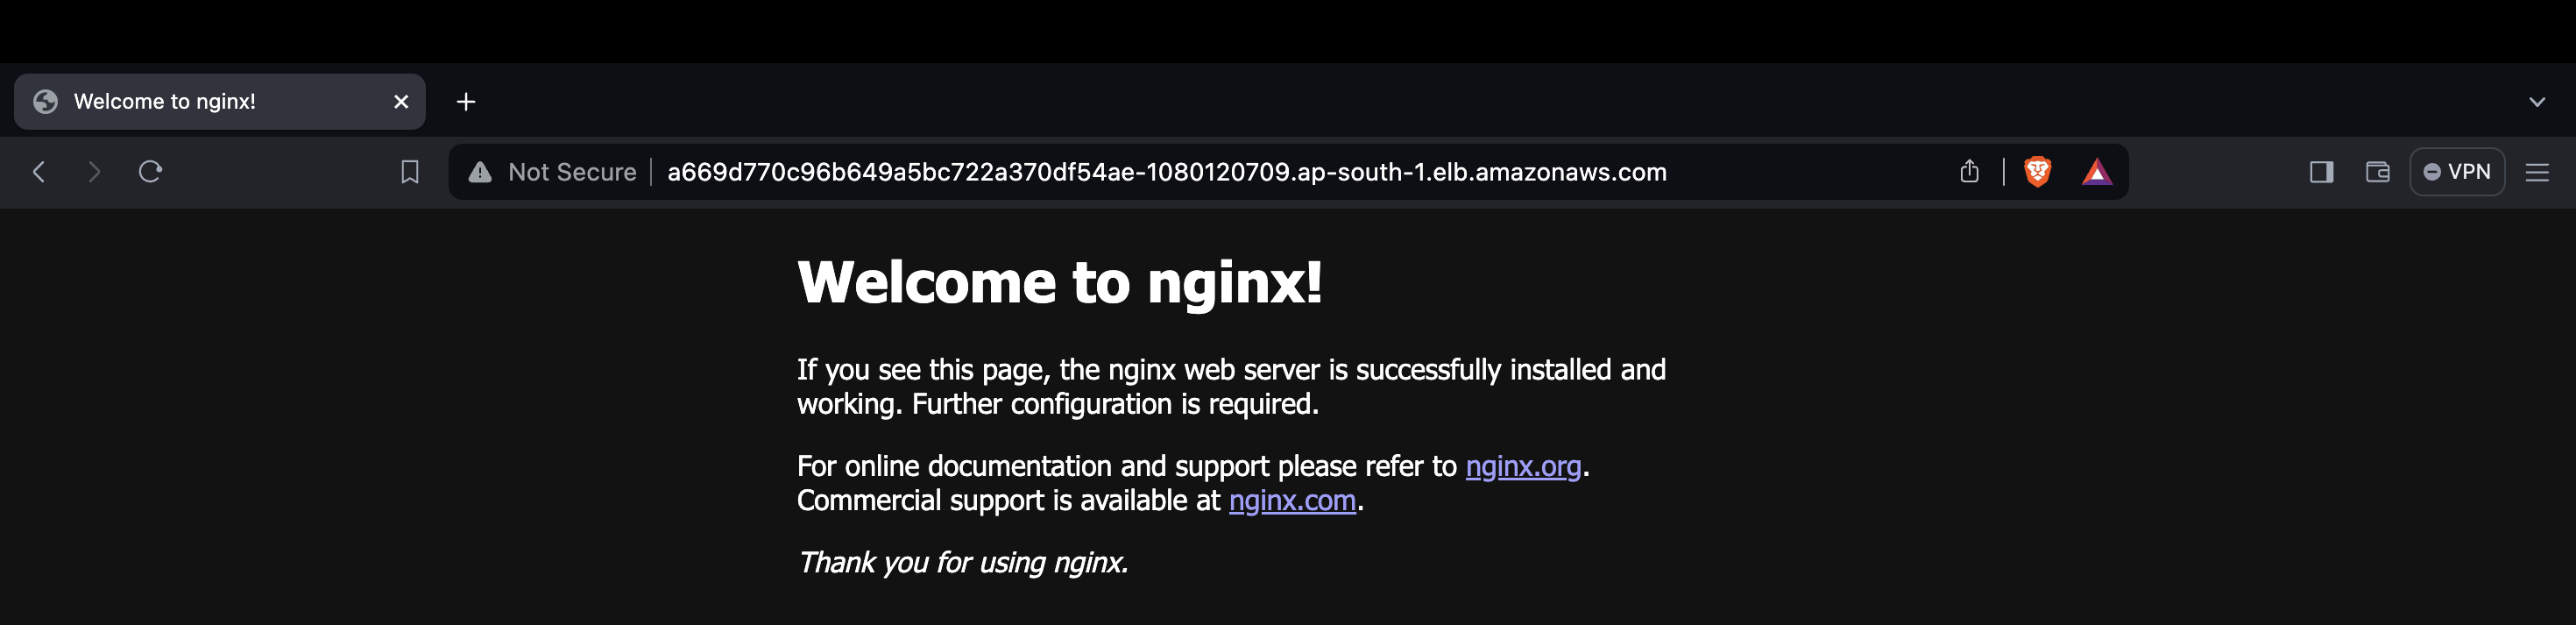 Welcome to nginx!
Not Secure
a669d770c96b649a5bc722a370df54ae-1080120709.ap-south-1.elb.amazonaws.com
VPN
Welcome to nginx!
If you see this page, the nginx web server is successfully installed and
working. Further configuration is required.
For online documentation and support please refer to nginx.org.
Commercial support is available at nginx.com.
Thank you for using nginx.